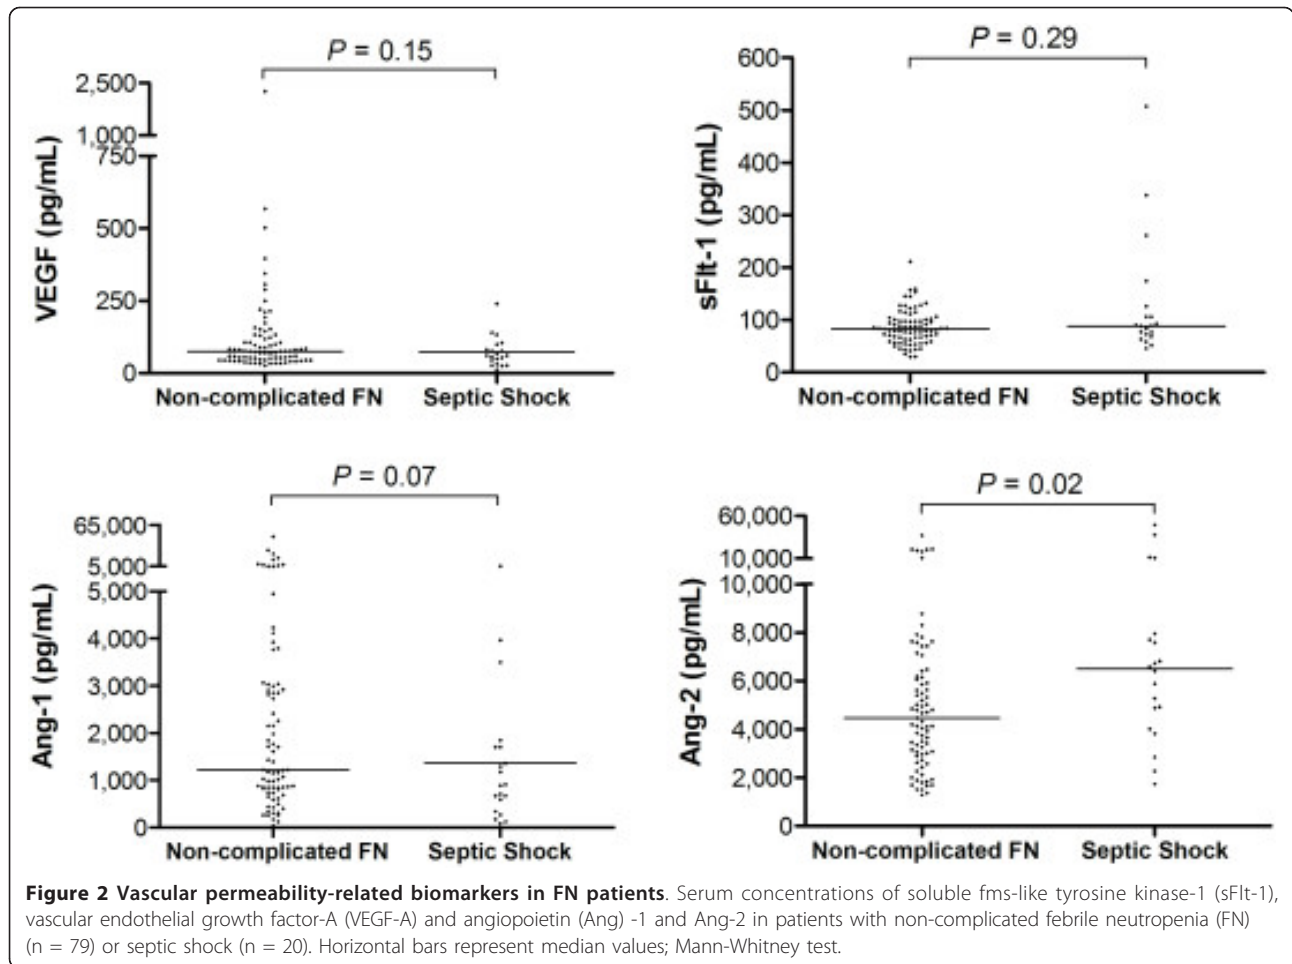 P = 0.15
2,500
1,000
750
500
250
0
VEGF (pg/mL)
Non-complicated FN
Septic Shock
P = 0.29
600
500
400
300
200
100
0
sFlt-1 (pg/mL)
Non-complicated FN
Septic Shock
P = 0.07
65,000
5,000
5,000
4,000
3,000
2,000
1,000
0
Ang-1 (pg/mL)
Non-complicated FN
Septic Shock
P = 0.02
60,000
10,000
10,000
8,000
6,000
4,000
2,000
0
Ang-2 (pg/mL)
Non-complicated FN
Septic Shock
Figure 2 Vascular permeability-related biomarkers in FN patients. Serum concentrations of soluble fms-like tyrosine kinase-1 (sFlt-1),
vascular endothelial growth factor-A (VEGF-A) and angiopoietin (Ang) -1 and Ang-2 in patients with non-complicated febrile neutropenia (FN)
(n = 79) or septic shock (n = 20). Horizontal bars represent median values; Mann-Whitney test.